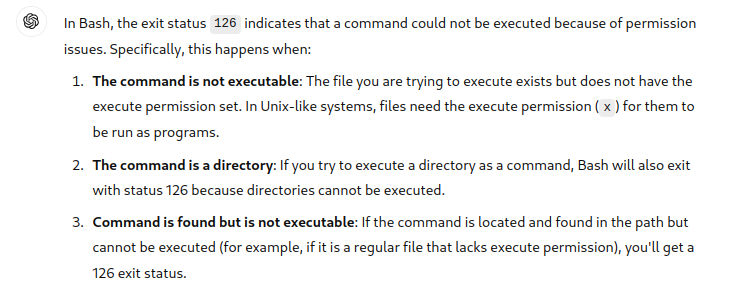 In Bash, the exit status 126 indicates that a command could not be executed because of permission
issues. Specifically, this happens when:
1. The command is not executable: The file you are trying to execute exists but does not have the
execute permission set. In Unix-like systems, files need the execute permission (x) for them to
be run as programs.
2. The command is a directory: If you try to execute a directory as a command, Bash will also exit
with status 126 because directories cannot be executed.
3. Command is found but is not executable: If the command is located and found in the path but
cannot be executed (for example, if it is a regular file that lacks execute permission), you'll get a
126 exit status.